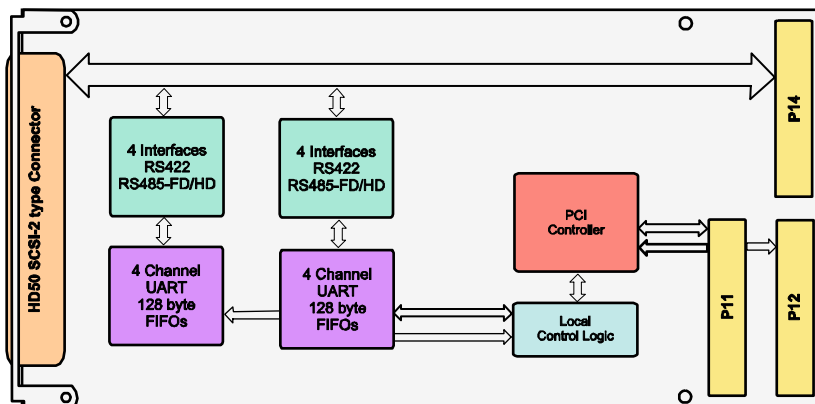 HD50 SCSI-2 type Connector
4 Interfaces
RS422
RS485-FD/HD
4 Interfaces
RS422
RS485-FD/HD
P14
4 Channel
UART
128 byte
FIFOs
4 Channel
UART
128 byte
FIFOs
PCI
Controller
Local
Control Logic
P11
P12